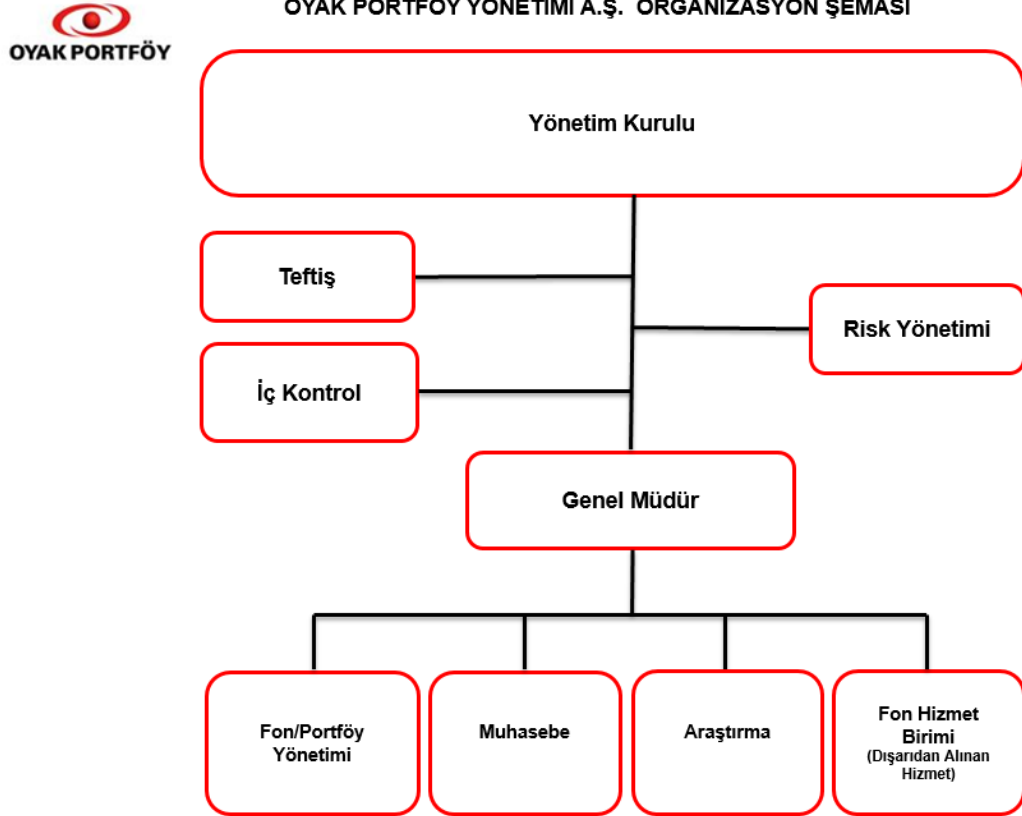 OYAK PORTFÖY YÖNETİMİ A.Ş. ORGANİZASYON ŞEMASI
OYAK PORTFÖY
Yönetim Kurulu
Teftiş
Risk Yönetimi
İç Kontrol
Genel Müdür
Fon/Portföy
Yönetimi
Muhasebe
Araştırma
Fon Hizmet
Birimi
(Dışarıdan Alınan
Hizmet)